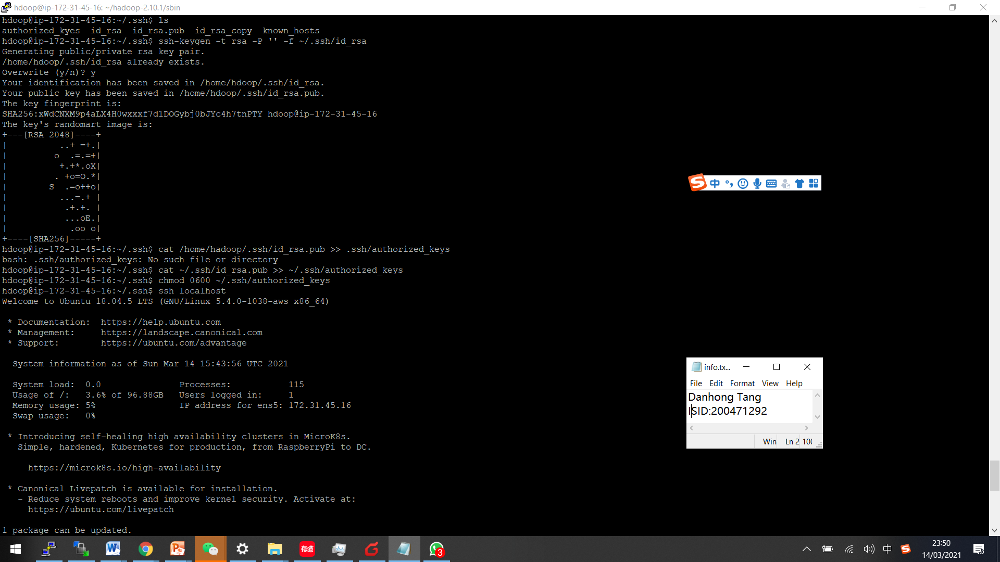 hdoop@ip-172-31-45-16: ~/hadoop-2.10.1/sbin
hdoop@ip-172-31-45-16:~/.ssh$ ls
authorized_kyes  id_rsa  id_rsa.pub  id_rsa_copy  known_hosts
hdoop@ip-172-31-45-16:~/.ssh$ ssh-keygen -t rsa -P '' -f ~/.ssh/id_rsa
Generating public/private rsa key pair.
/home/hdoop/.ssh/id_rsa already exists.
Overwrite (y/n)? y
Your identification has been saved in /home/hdoop/.ssh/id_rsa.
Your public key has been saved in /home/hdoop/.ssh/id_rsa.pub.
The key fingerprint is:
SHA256:xWdCNXM9p4aLX4H0wxxxf7d1DOGybj0bJYc4h7tnPTY hdoop@ip-172-31-45-16
The key's randomart image is:
+---[RSA 2048]----+
|          ..+ =+.|
|         o  .=.=+|
|          +.+*.oX|
|         . +o=O.*|
|        S  .=o++o|
|          ...=.+ |
|           .+.+. |
|           ...oE.|
|            .oo o|
+----[SHA256]-----+
hdoop@ip-172-31-45-16:~/.ssh$ cat /home/hadoop/.ssh/id_rsa.pub >> .ssh/authorized_keys
bash: .ssh/authorized_keys: No such file or directory
hdoop@ip-172-31-45-16:~/.ssh$ cat ~/.ssh/id_rsa.pub >> ~/.ssh/authorized_keys
hdoop@ip-172-31-45-16:~/.ssh$ chmod 0600 ~/.ssh/authorized_keys
hdoop@ip-172-31-45-16:~/.ssh$ ssh localhost
Welcome to Ubuntu 18.04.5 LTS (GNU/Linux 5.4.0-1038-aws x86_64)
* Documentation:  https://help.ubuntu.com
* Management:     https://landscape.canonical.com
* Support:        https://ubuntu.com/advantage
System information as of Sun Mar 14 15:43:56 UTC 2021
System load:  0.0               Processes:           115
Usage of /:   3.6% of 96.88GB   Users logged in:     1
Memory usage: 5%                IP address for ens5: 172.31.45.16
Swap usage:   0%
* Introducing self-healing high availability clusters in MicroK8s.
Simple, hardened, Kubernetes for production, from RaspberryPi to DC.
https://microk8s.io/high-availability
* Canonical Livepatch is available for installation.
- Reduce system reboots and improve kernel security. Activate at:
https://ubuntu.com/livepatch
1 package can be updated.
中
info.tx...
File Edit Format View Help
Danhong Tang
SID:200471292
Win Ln 2 100
有道
3
中
23:50
14/03/2021